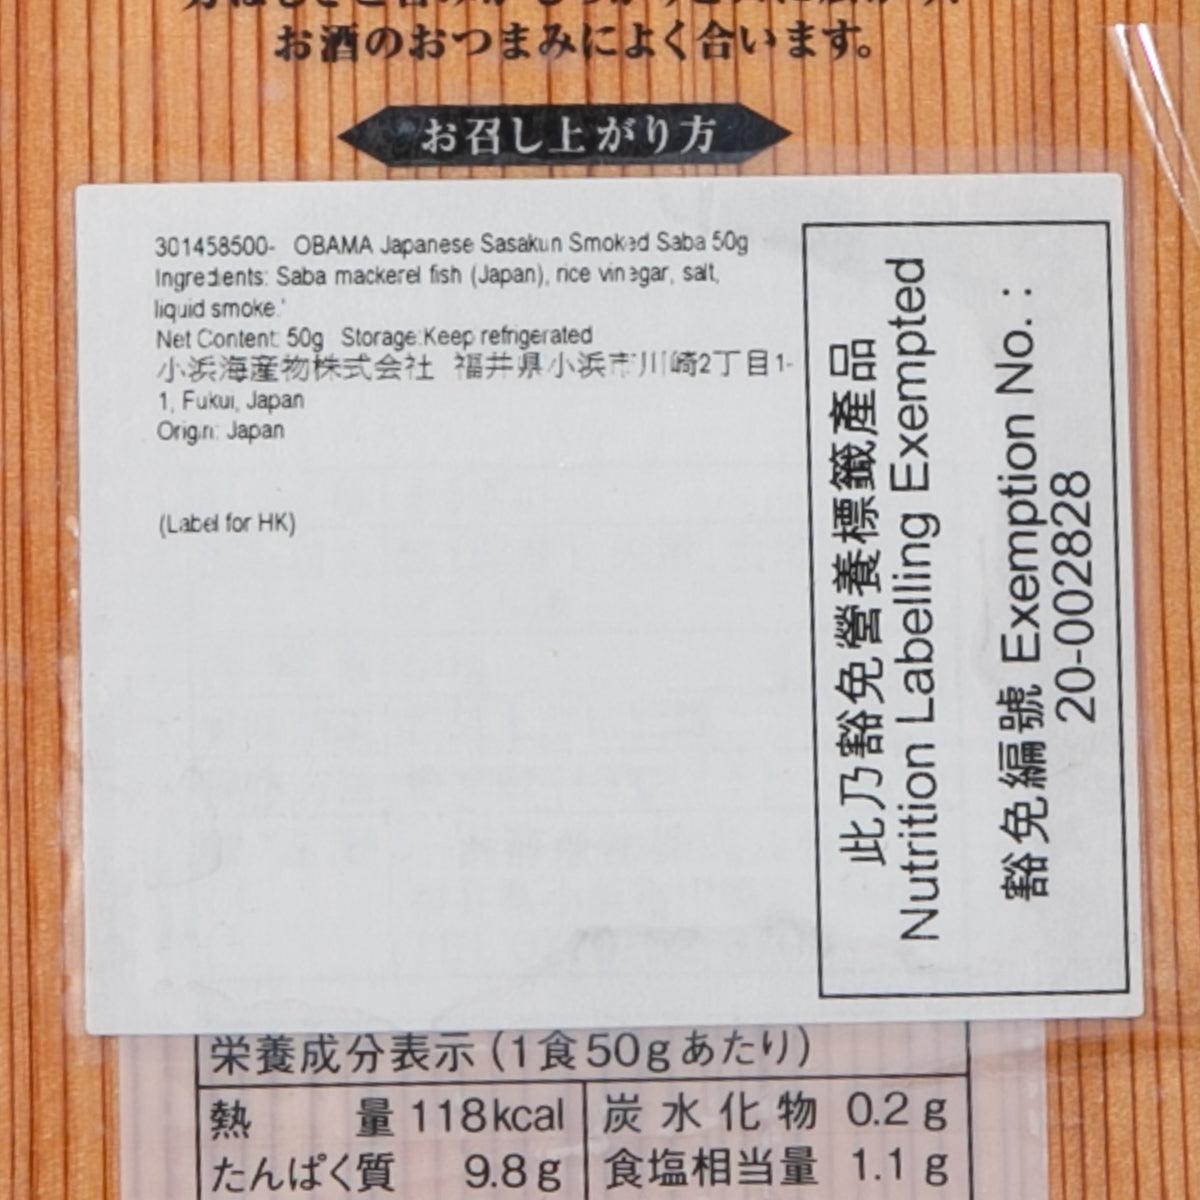 お酒のおつまみによく合います。
お召し上がり方
301458500- OBAMA Japanese Sasakun Smoked Saba 50g
Ingredients: Saba mackerel fish (Japan), rice vinegar, salt,
liquid smoke.
Net Content: 50g Storage:Keep refrigerated
小浜海産物株式会社 福井県小浜市川崎2丁目1-
1, Fukui, Japan
Origin: Japan
(Label for HK)
此乃豁免營養標籤產品
Nutrition Labelling Exempted
豁免編號 Exemption No. :
20-0028828
栄養成分表示(1食50gあたり)
熱量 118kcal 炭水化物 0.2g
たんぱく質 9.8g 食塩相当量 1.1g